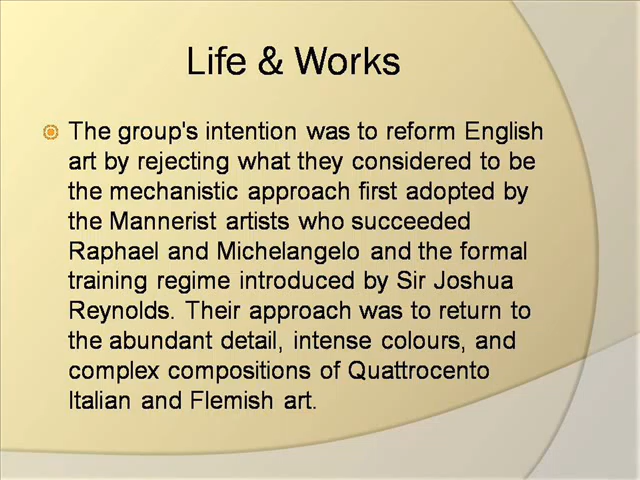 Life & Works
The group's intention was to reform English
art by rejecting what they considered to be
the mechanistic approach first adopted by
the Mannerist artists who succeeded
Raphael and Michelangelo and the formal
training regime introduced by Sir Joshua
Reynolds. Their approach was to return to
the abundant detail, intense colours, and
complex compositions of Quattrocento
Italian and Flemish art.